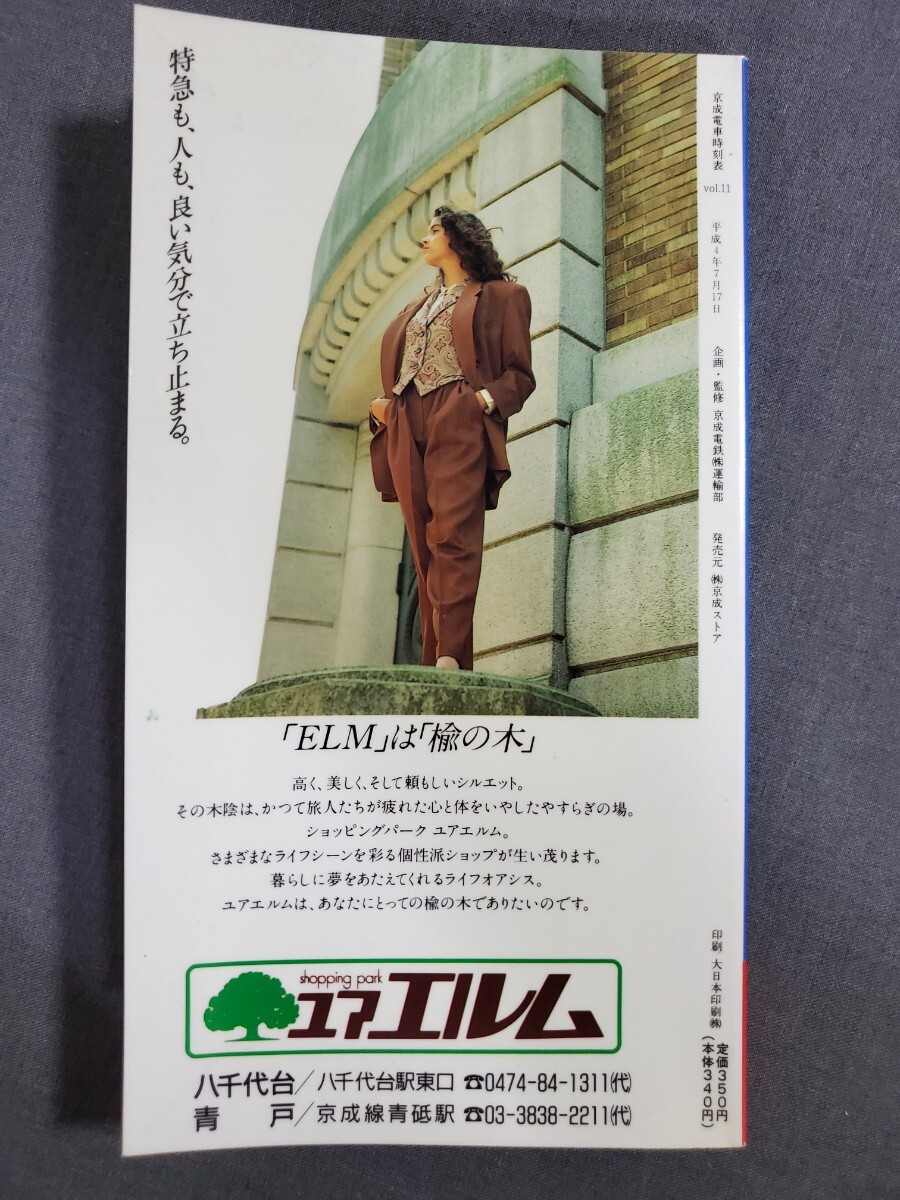 京成電車時刻表
vol.11
平成4年7月17日
企画・監修 京成電鉄㈱運輸部
発売元 ㈱京成ストア
特急も、人も、良い気分で立ち止まる。
「ELM」は「楡の木」
高く、美しく、そして頼もしいシルエット。
その木陰は、かつて旅人たちが疲れた心と体をいやしたやすらぎの場。
ショッピングパーク ユアエルム。
さまざまなライフシーンを彩る個性派ショップが生い茂ります。
暮らしに夢をあたえてくれるライフオアシス。
ユアエルムは、あなたにとっての楡の木でありたいのです。
shopping park
ユアエルム
八千代台/八千代台駅東口 ☎0474-84-1311㈹
青戸/京成線青砥駅 ☎03-3838-2211㈹
印刷 大日本印刷㈱
定価350円
(本体340円)